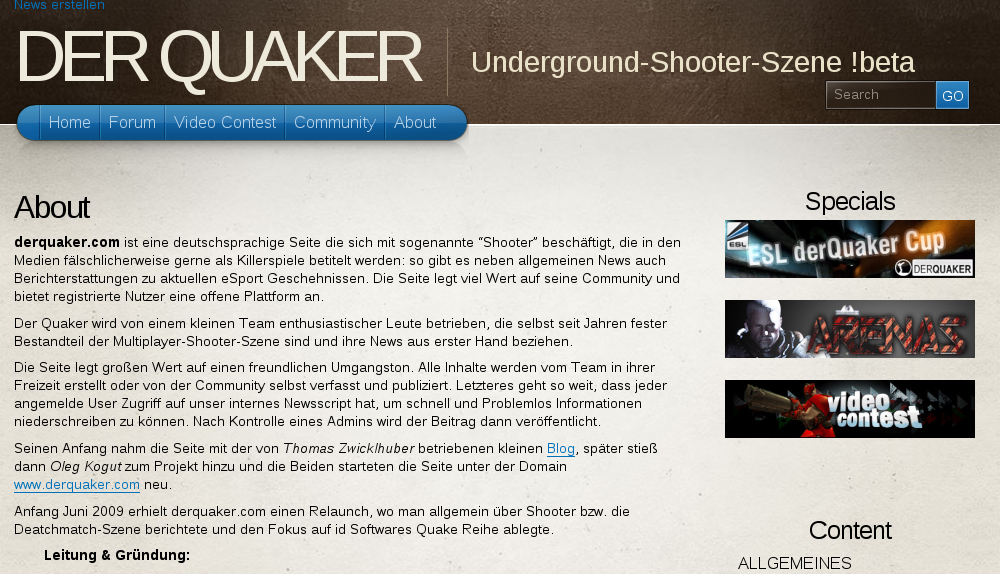 News erstellen
DER QUAKER
Underground-Shooter-Szene !beta
Search
GO
Home
Forum
Video Contest
Community
About
About
derquaker.com ist eine deutschsprachige Seite die sich mit sogenannte “Shooter” beschäftigt, die in den
Medien fälschlicherweise gerne als Killerspiele betitelt werden: so gibt es neben allgemeinen News auch
Berichterstattungen zu aktuellen eSport Geschehnissen. Die Seite legt viel Wert auf seine Community und
bietet registrierte Nutzer eine offene Plattform an.
Der Quaker wird von einem kleinen Team enthusiastischer Leute betrieben, die selbst seit Jahren fester
Bestandteil der Multiplayer-Shooter-Szene sind und ihre News aus erster Hand beziehen.
Die Seite legt großen Wert auf einen freundlichen Umgangston. Alle Inhalte werden vom Team in ihrer
Freizeit erstellt oder von der Community selbst verfasst und publiziert. Letzteres geht so weit, dass jeder
angemelde User Zugriff auf unser internes Newsscript hat, um schnell und Problemlos Informationen
niederschreiben zu können. Nach Kontrolle eines Admins wird der Beitrag dann veröffentlicht.
Seinen Anfang nahm die Seite mit der von Thomas Zwicklhuber betriebenen kleinen Blog, später stieß
dann Oleg Kogut zum Projekt hinzu und die Beiden starteten die Seite unter der Domain
www.derquaker.com neu.
Anfang Juni 2009 erhielt derquaker.com einen Relaunch, wo man allgemein über Shooter bzw. die
Deatchmatch-Szene berichtete und den Fokus auf id Softwares Quake Reihe ablegte.
Leitung & Gründung:
Specials
ESL
ESL derQuaker Cup
DERQUAKER
ARENAS
video
contest
Content
ALLGEMEINES